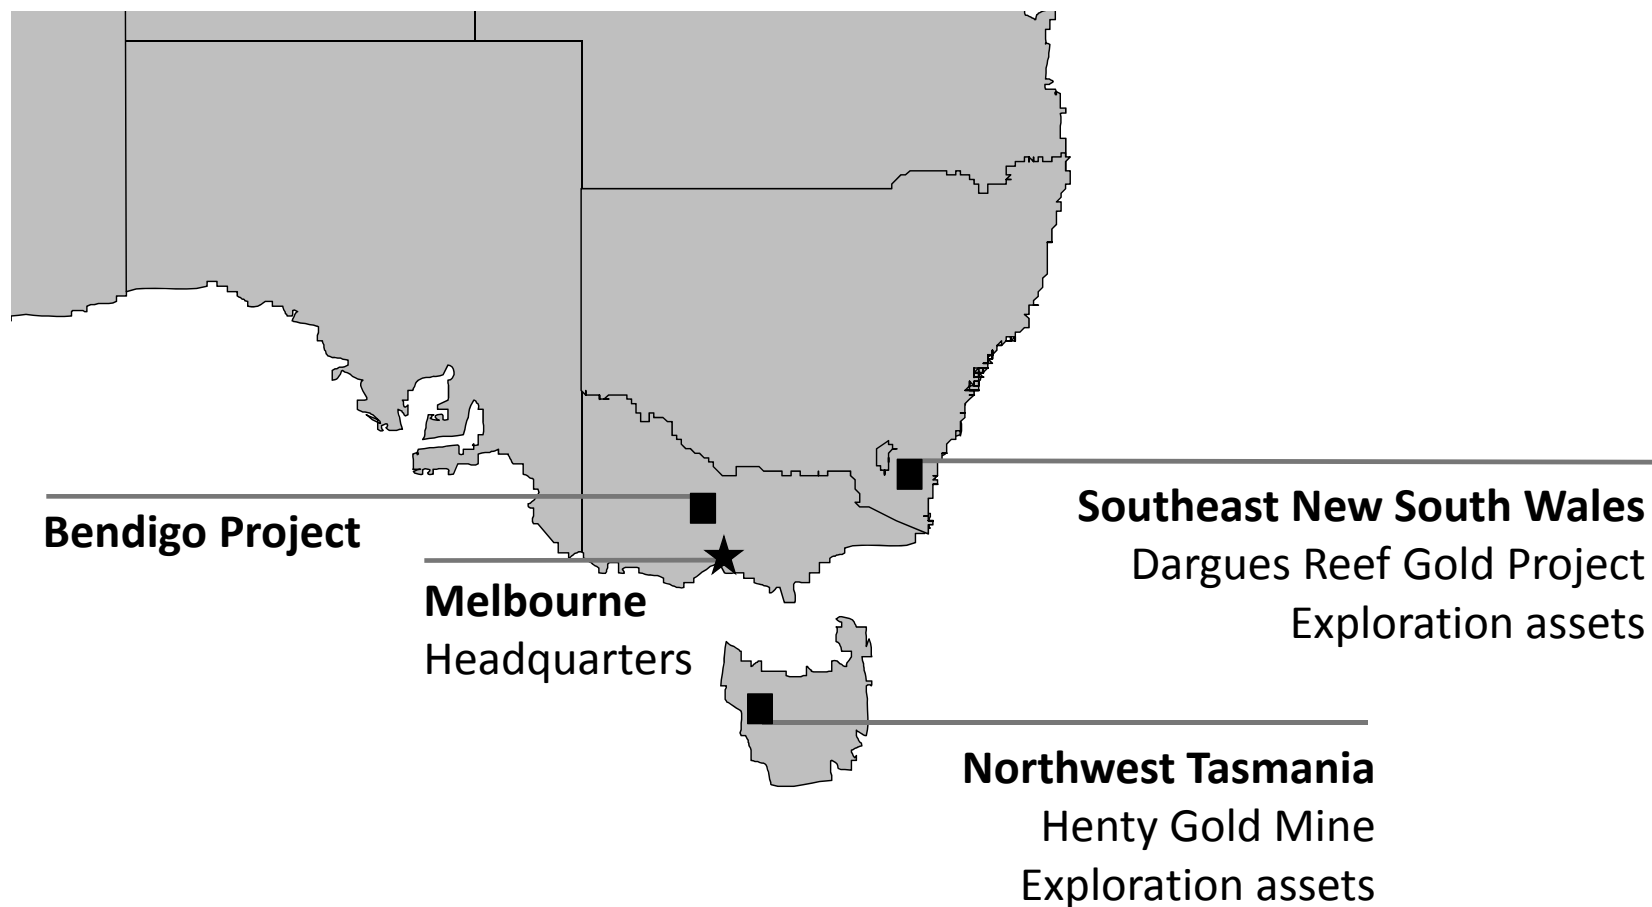 Bendigo Project
Melbourne
Headquarters
Southeast New South Wales
Dargues Reef Gold Project
Exploration assets
Northwest Tasmania
Henty Gold Mine
Exploration assets